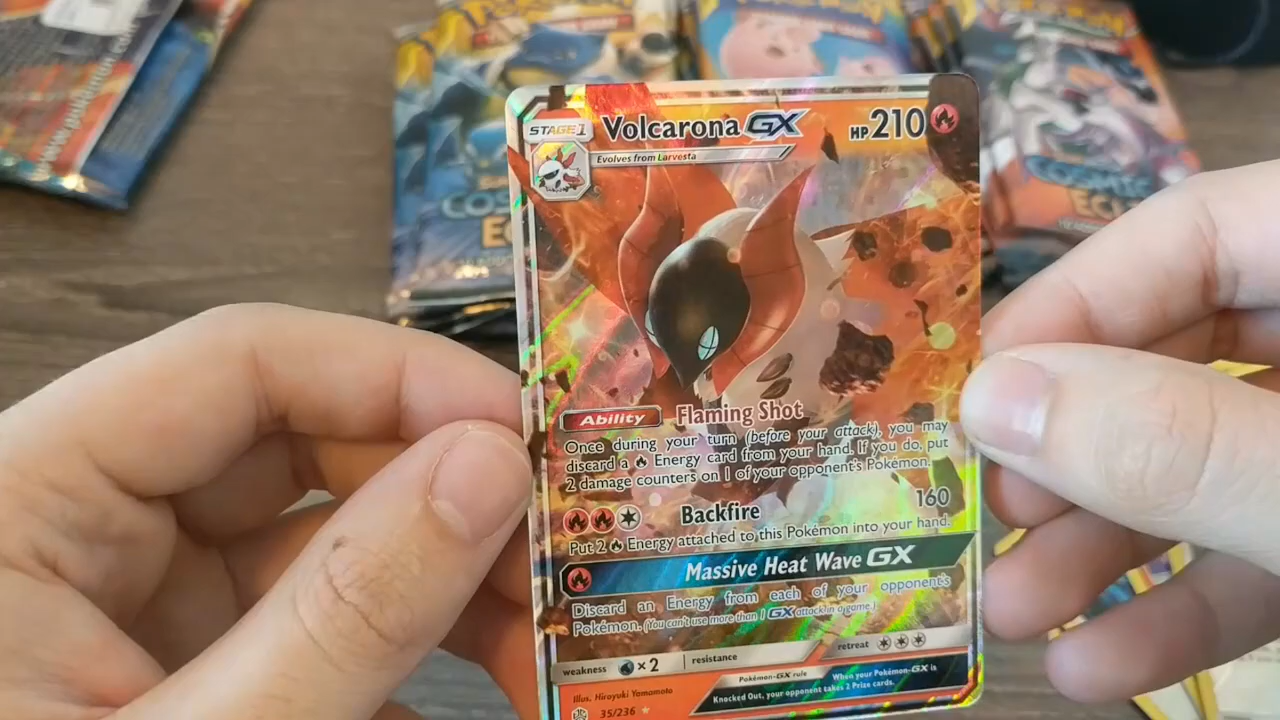 POKÉMON
COSMIC
EC
COSMIC
ECL
STAGE 1
Volcarona GX
HP 210
Evolves from Larvesta
Ability Flaming Shot
Once during your turn (before your attack), you may
discard a Energy card from your hand. If you do, put
2 damage counters on 1 of your opponent's Pokémon.
Backfire 160
Put 2 Energy attached to this Pokémon into your hand.
Massive Heat Wave GX
Discard an Energy from each of your opponent's
Pokémon. (You can't use more than 1 GX attack in a game.)
weakness ×2 resistance retreat
Illus. Hiroyuki Yamamoto
35/236
Pokémon-GX rule When your Pokémon-GX is
Knocked Out, your opponent takes 2 Prize cards.